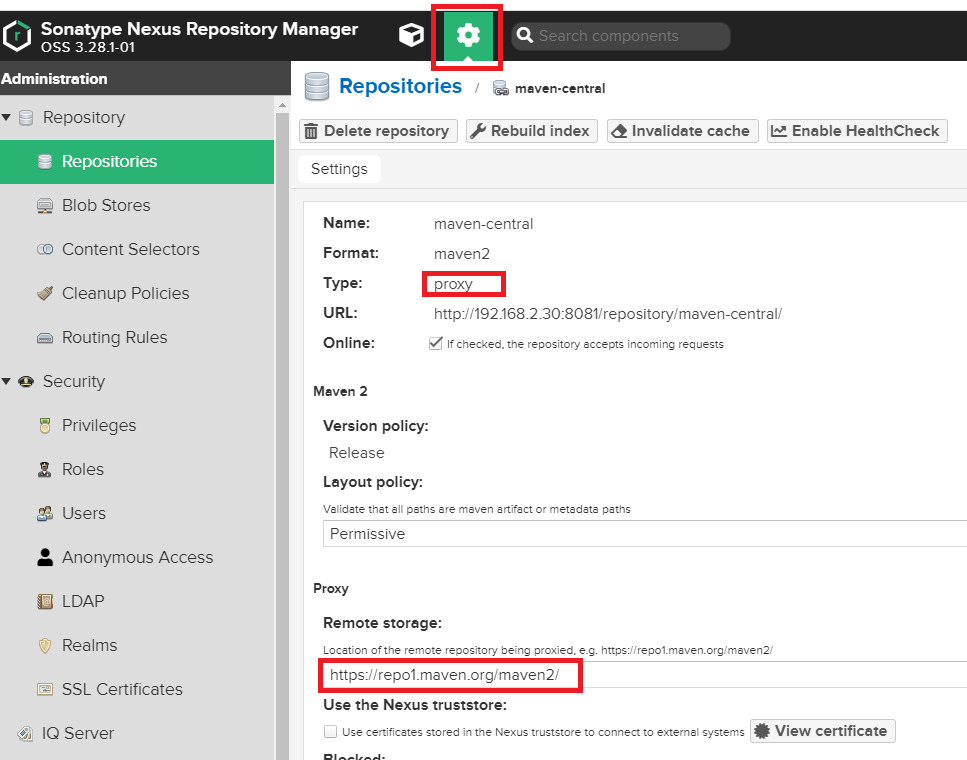 Sonatype Nexus Repository Manager
OSS 3.28.1-01
Search components
Administration
Repository
Repositories
Blob Stores
Content Selectors
Cleanup Policies
Routing Rules
Security
Privileges
Roles
Users
Anonymous Access
LDAP
Realms
SSL Certificates
IQ Server
Repositories / maven-central
Delete repository Rebuild index Invalidate cache Enable HealthCheck
Settings
Name: maven-central
Format: maven2
Type: proxy
URL: http://192.168.2.30:8081/repository/maven-central/
Online: If checked, the repository accepts incoming requests
Maven 2
Version policy:
Release
Layout policy:
Validate that all paths are maven artifact or metadata paths
Permissive
Proxy
Remote storage:
Location of the remote repository being proxied, e.g. https://repo1.maven.org/maven2/
https://repo1.maven.org/maven2/
Use the Nexus truststore:
Use certificates stored in the Nexus truststore to connect to external systems View certificate
Blocked: